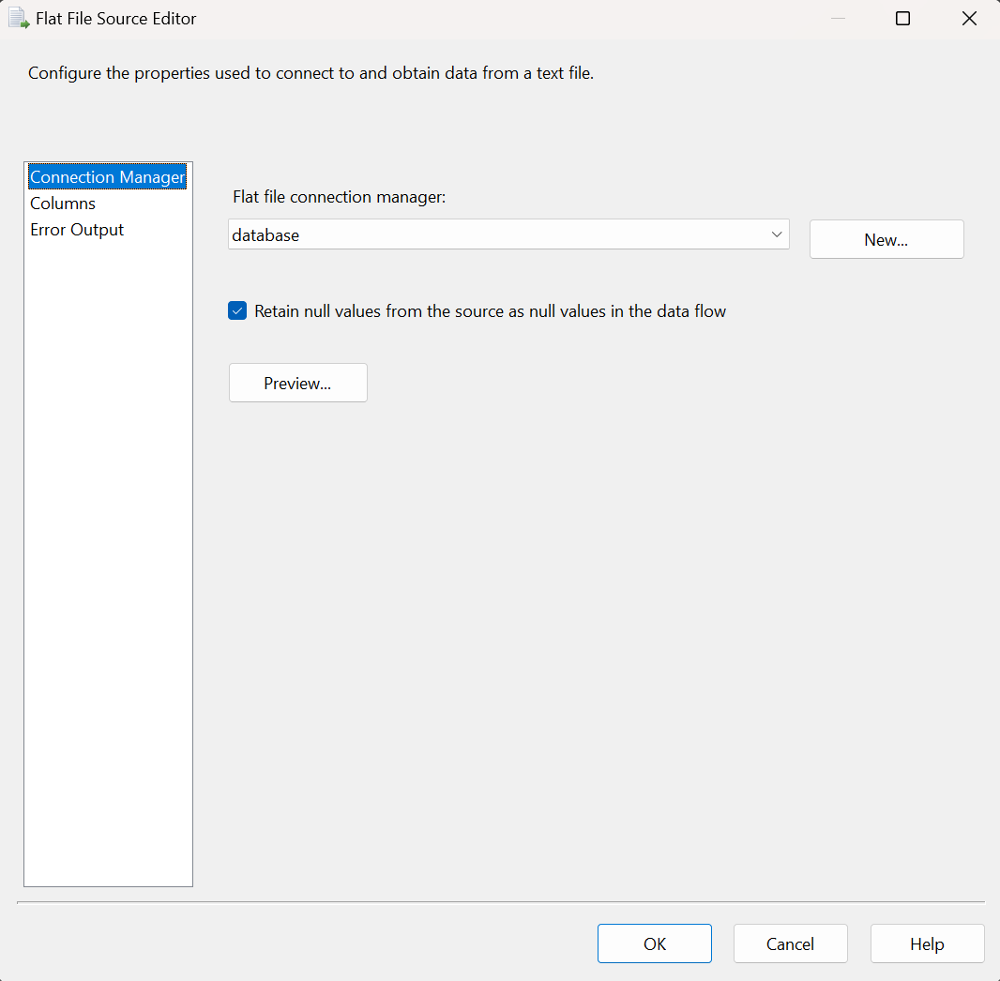 Flat File Source Editor
Configure the properties used to connect to and obtain data from a text file.
Connection Manager
Columns
Error Output
Flat file connection manager:
database
New...
Retain null values from the source as null values in the data flow
Preview...
OK
Cancel
Help